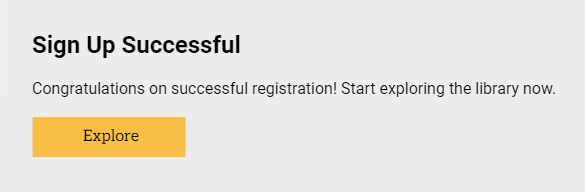 Sign Up Successful
Congratulations on successful registration! Start exploring the library now.
Explore